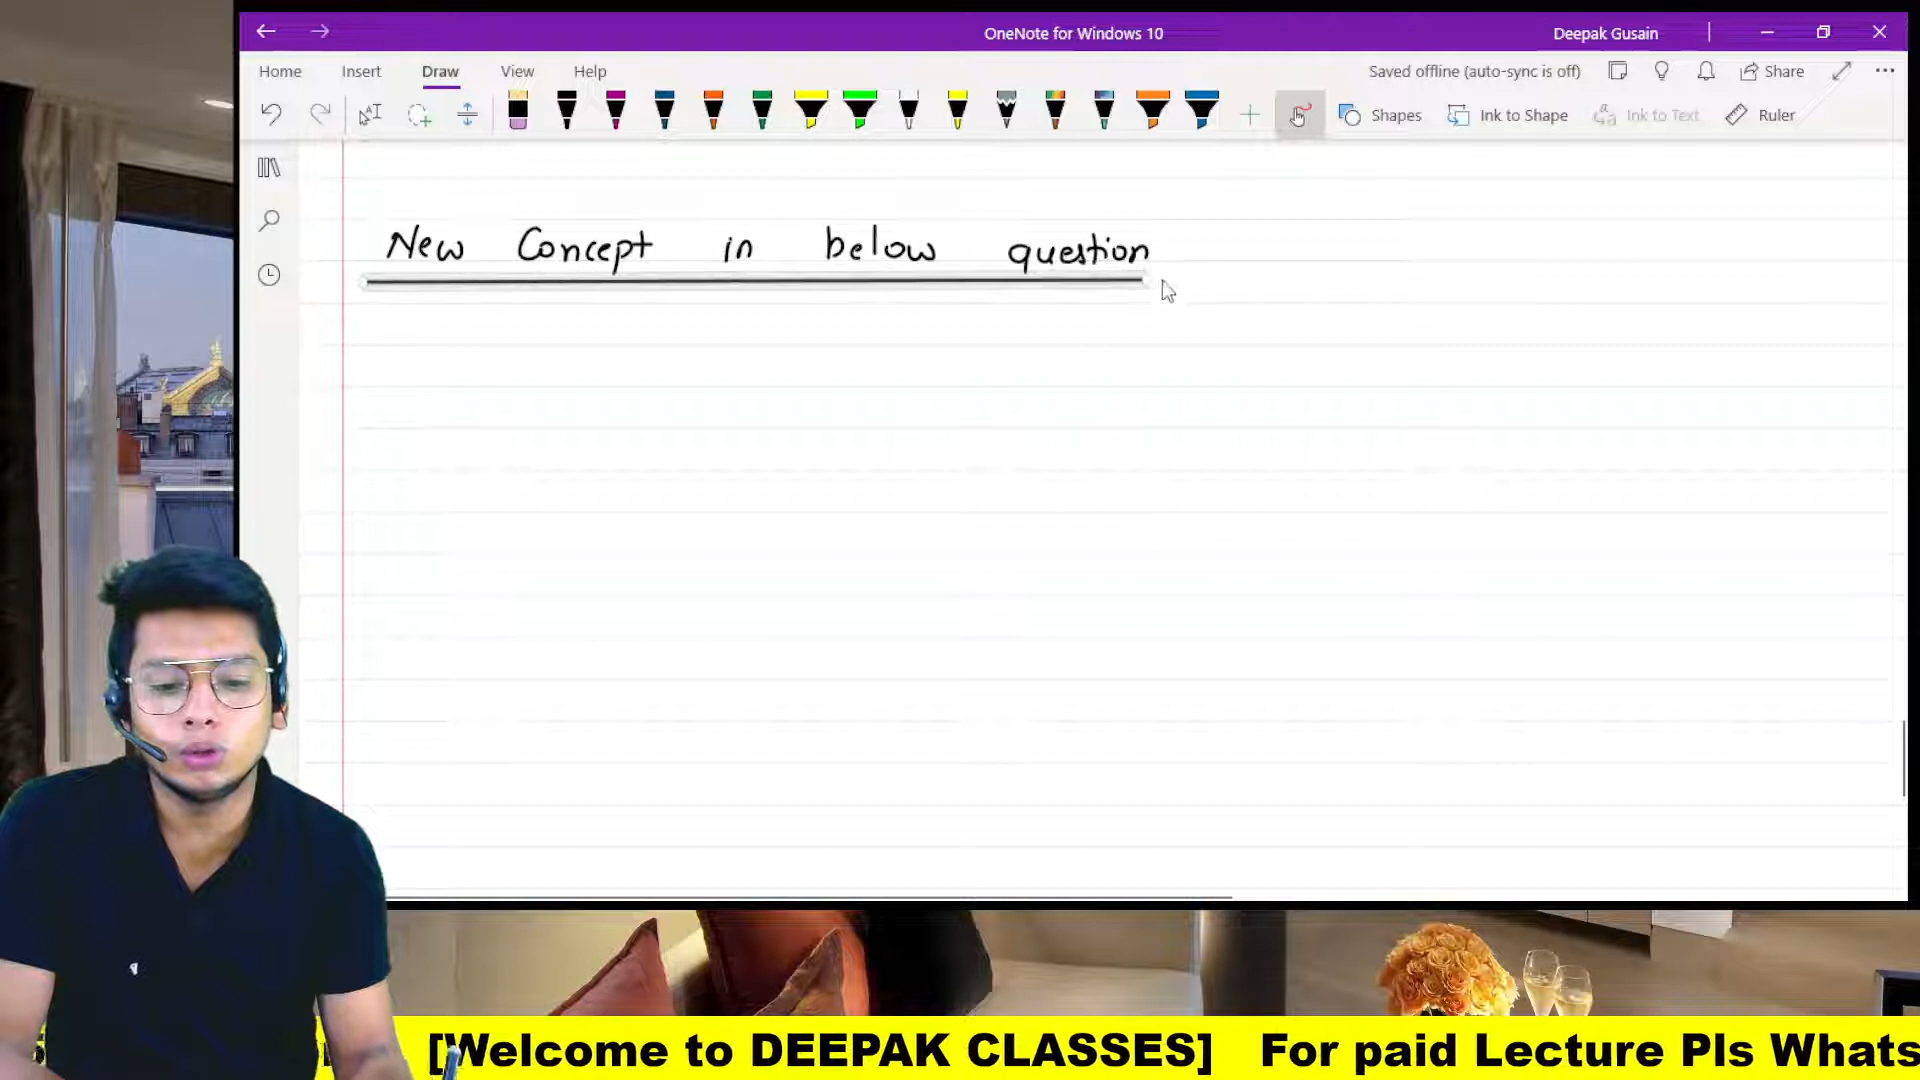 OneNote for Windows 10
Deepak Gusain
Home Insert Draw View Help
Saved offline (auto-sync is off)
Share
Shapes
Ink to Shape
Ink to Text
Ruler
New Concept in below question
[Welcome to DEEPAK CLASSES] For paid Lecture Pls Whats